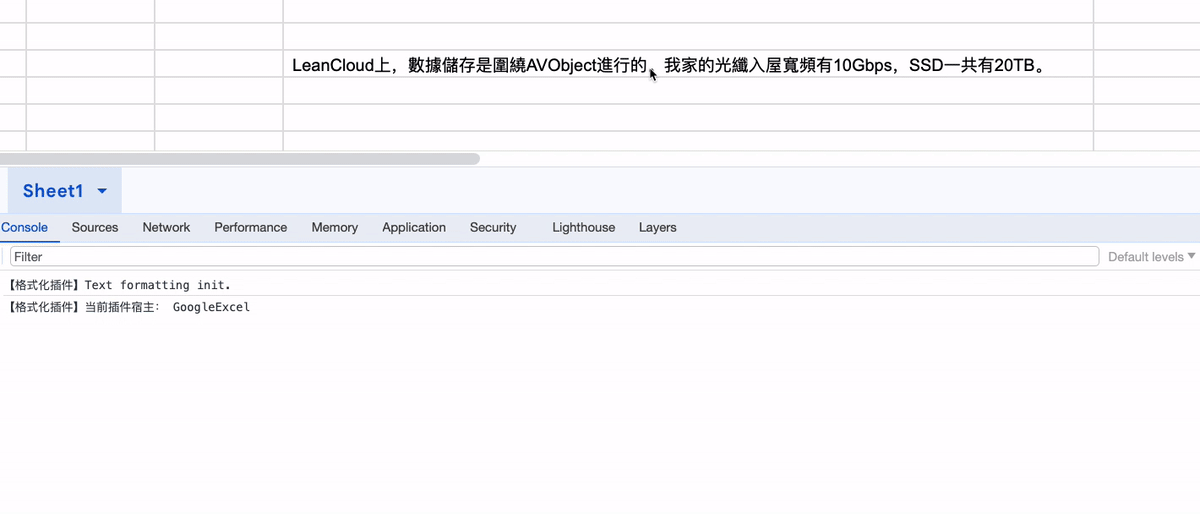 LeanCloud上，數據儲存是圍繞AVObject進行的。我家的光纖入屋寬頻有10Gbps，SSD一共有20TB。
Sheet1
Console Sources Network Performance Memory Application Security Lighthouse Layers
Filter Default levels
【格式化插件】Text formatting init.
【格式化插件】当前插件宿主： GoogleExcel